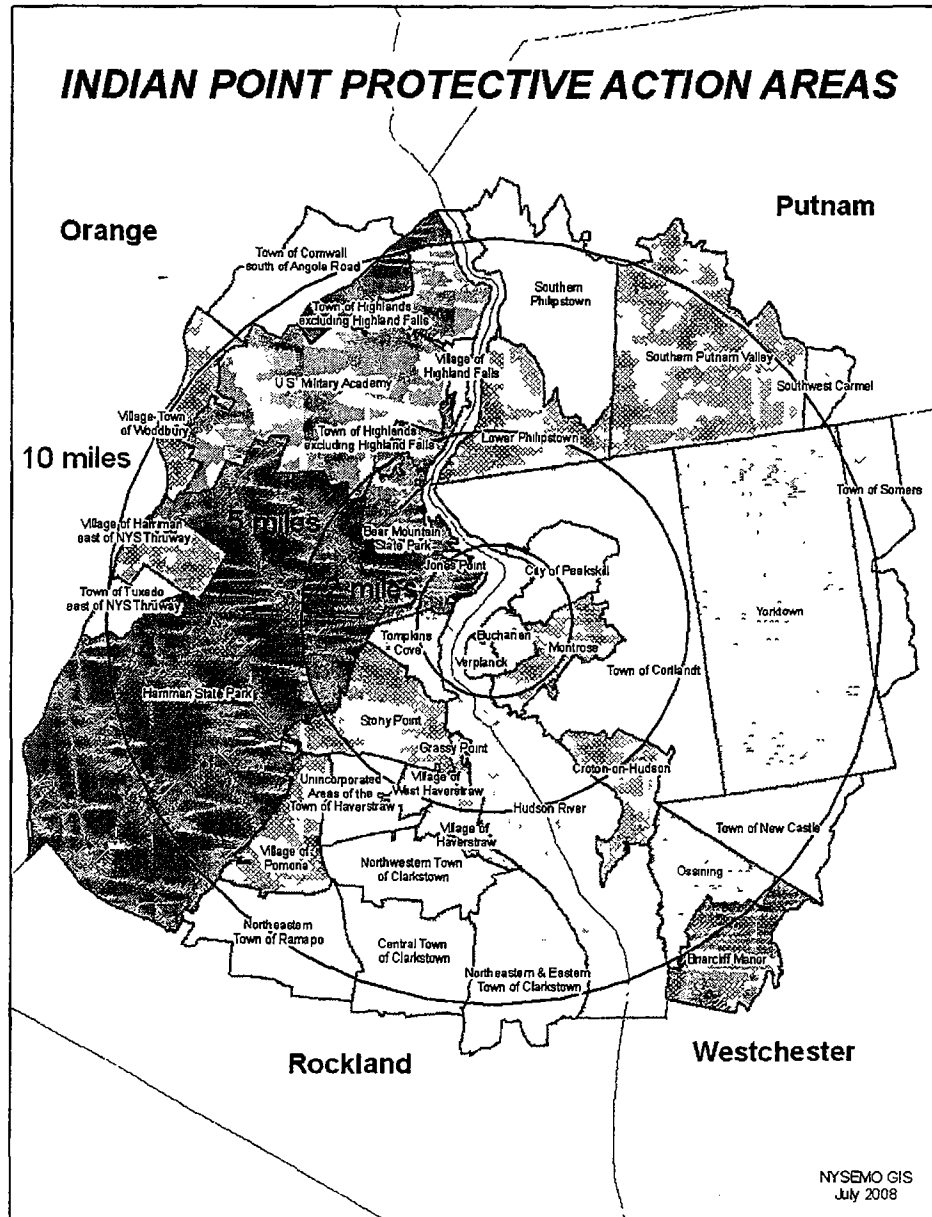 INDIAN POINT PROTECTIVE ACTION AREAS
Orange
Putnam
Town of Cornwall
south of Angola Road
Southern
Philipstown
Town of Highlands
excluding Highland Falls
Village of
Highland Falls
Southern Putnam Valley
U S Military Academy
Southwest Carmel
Village-Town
of Woodbury
Town of Highlands
excluding Highland Falls
Lower Philipstown
10 miles
Town of Somers
5 miles
Village of Harriman
east of NYS Thruway
Bear Mountain
State Park
Jones Point
City of Peekskill
miles
Town of Tuxedo
east of NYS Thruway
Yorktown
Tompkins
Cove
Buchanan
Montrose
Verplanck
Town of Cortlandt
Harriman State Park
Stony Point
Grassy Point
Croton-on-Hudson
Unincorporated
Areas of the
Town of Haverstraw
Village of
West Haverstraw
Hudson River
Village of
Haverstraw
Town of New Castle
Village of
Pomona
Northwestern Town
of Clarkstown
Ossining
Northeastern
Town of Ramapo
Central Town
of Clarkstown
Briarcliff Manor
Northeastern & Eastern
Town of Clarkstown
Rockland
Westchester
NYSEMO GIS
July 2008